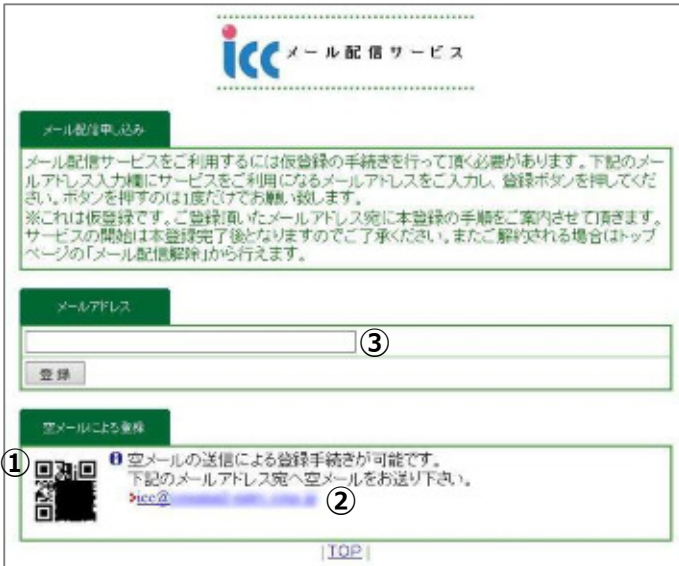 icc メール配信サービス
メール配信申し込み
メール配信サービスをご利用するには仮登録の手続きを行って頂く必要があります。下記のメー
ルアドレス入力欄にサービスをご利用になるメールアドレスをご入力し、登録ボタンを押してくだ
さい。ボタンを押すのは1度だけでお願い致します。
※これは仮登録です。ご登録頂いたメールアドレス宛に本登録の手順をご案内させて頂きます。
サービスの開始は本登録完了後となりますのでご了承ください。またご解約される場合はトップ
ページの「メール配信解除」から行えます。
メールアドレス
③
登録
空メールによる登録
①
空メールの送信による登録手続きが可能です。
下記のメールアドレス宛へ空メールをお送り下さい。
>icc@
②
|TOP|